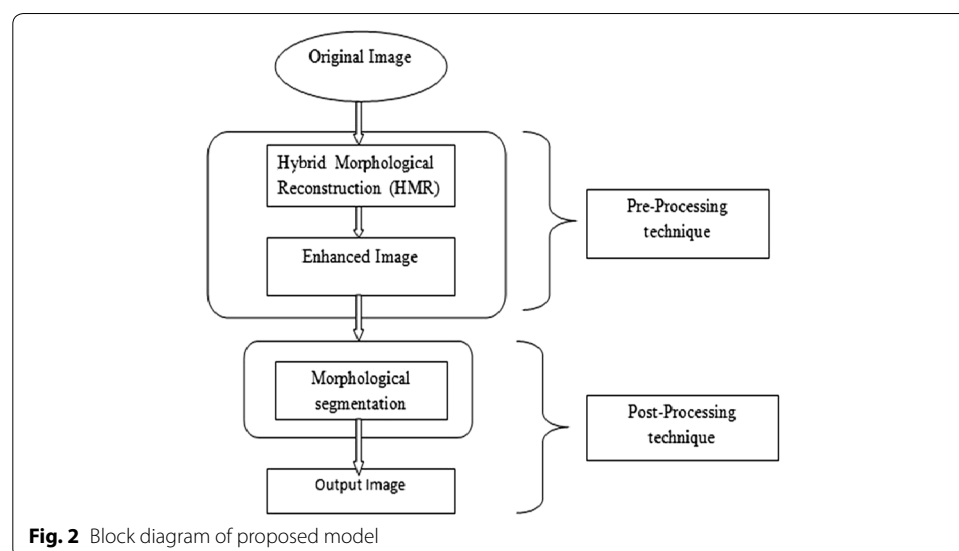 Original Image
Hybrid Morphological
Reconstruction (HMR)
Enhanced Image
Pre-Processing
technique
Morphological
segmentation
Post-Processing
technique
Output Image
Fig. 2 Block diagram of proposed model